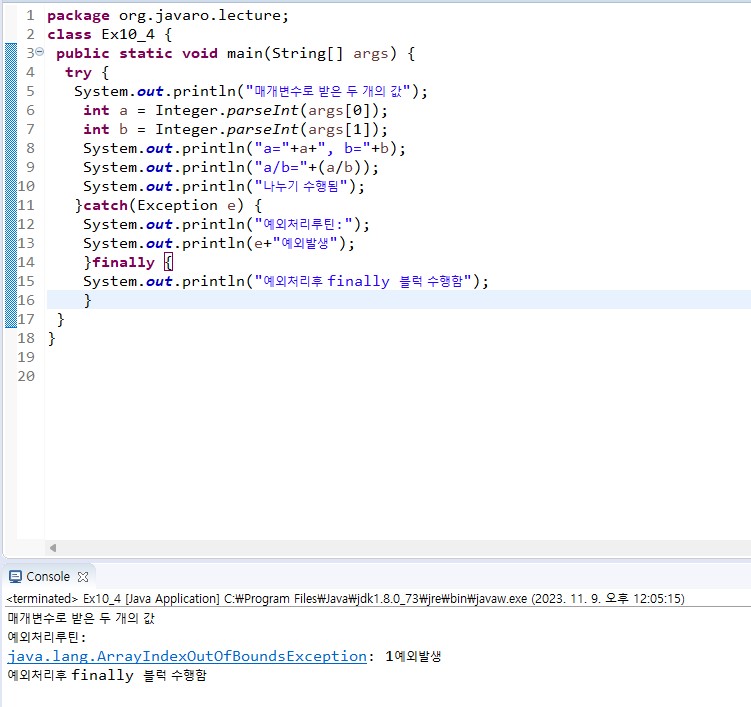 1 package org.javaro.lecture;
2 class Ex10_4 {
3 public static void main(String[] args) {
4 try {
5 System.out.println("매개변수로 받은 두 개의 값");
6 int a = Integer.parseInt(args[0]);
7 int b = Integer.parseInt(args[1]);
8 System.out.println("a="+a+", b="+b);
9 System.out.println("a/b="+(a/b));
10 System.out.println("나누기 수행됨");
11 }catch(Exception e) {
12 System.out.println("예외처리루틴:");
13 System.out.println(e+"예외발생");
14 }finally {
15 System.out.println("예외처리후 finally 블럭 수행함");
16 }
17 }
18 }
19
20
Console
<terminated> Ex10_4 [Java Application] C:₩Program Files₩Java₩jdk1.8.0_73₩jre₩bin₩javaw.exe (2023. 11. 9. 오후 12:05:15)
매개변수로 받은 두 개의 값
예외처리루틴:
java.lang.ArrayIndexOutOfBoundsException: 1예외발생
예외처리후 finally 블럭 수행함